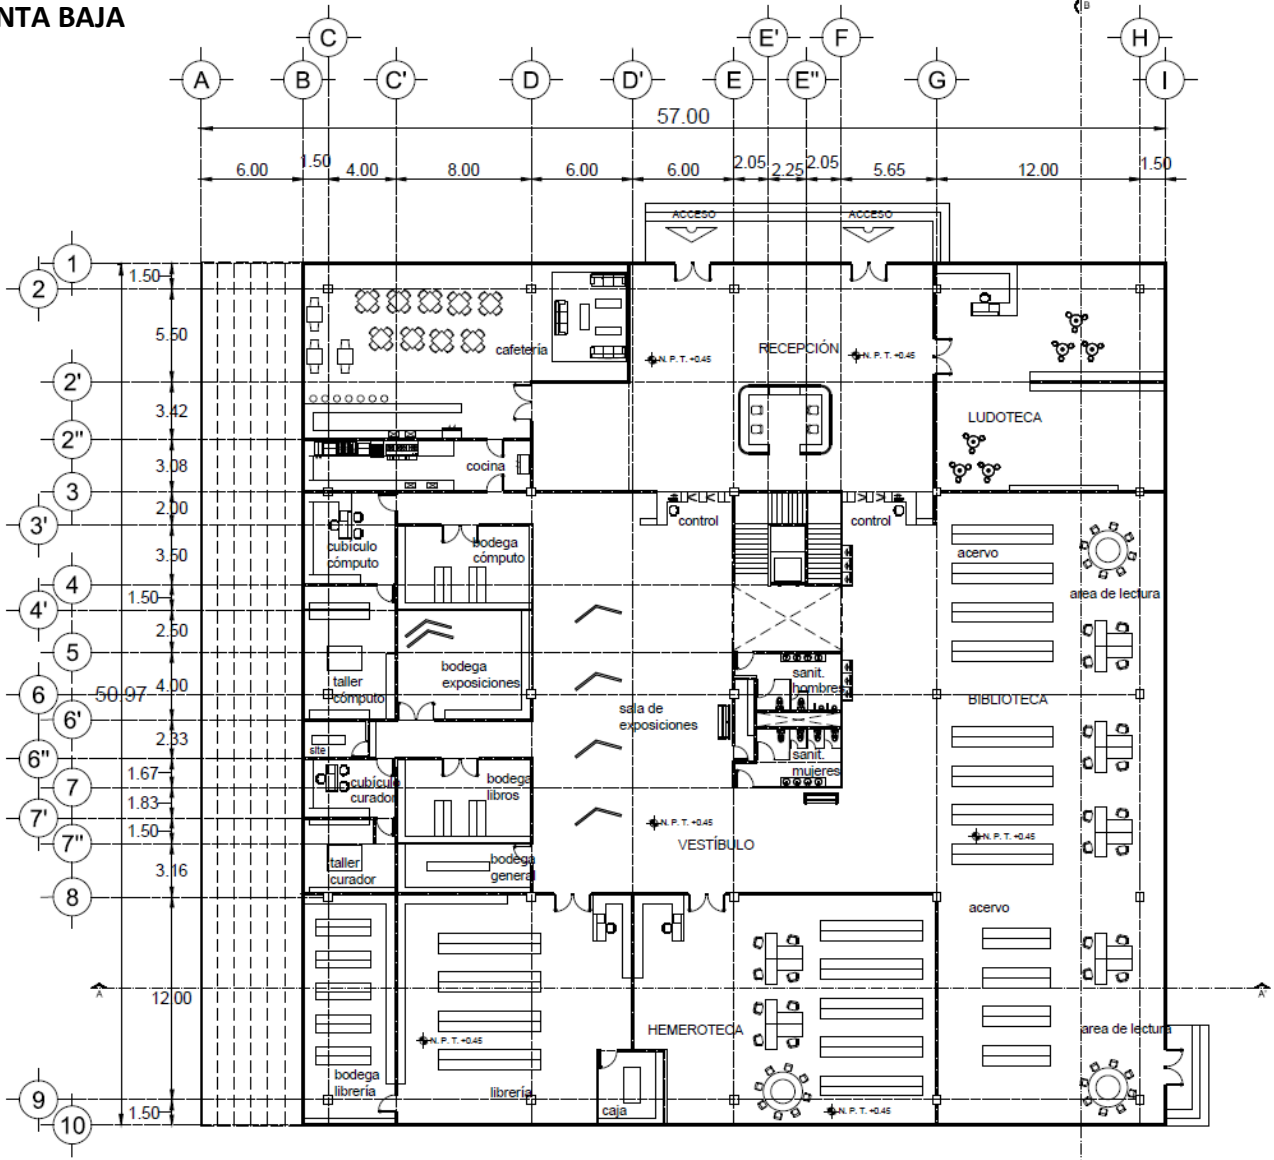 NTA BAJA
B
C
E'
F
H
A
B
C'
D
D'
E
E''
G
I
57.00
6.00
1.50
4.00
8.00
6.00
6.00
2.05
2.25
2.05
5.65
12.00
1.50
ACCESO
ACCESO
1
1.50
2
5.50
cafetería
N. P. T. +0.45
RECEPCIÓN
N. P. T. +0.45
2'
3.42
LUDOTECA
2''
3.08
cocina
3
2.00
control
control
3'
cubículo
cómputo
bodega
cómputo
acervo
3.50
4
1.50
area de lectura
4'
2.50
5
bodega
exposiciones
sanit.
hombres
taller
cómputo
4.00
6
50.97
BIBLIOTECA
sala de
exposiciones
6'
2.33
site
sanit.
mujeres
6''
1.67
cubículo
curador
bodega
libros
7
1.83
7'
N. P. T. +0.45
1.50
N. P. T. +0.45
VESTÍBULO
7''
taller
curador
bodega
general
3.16
8
acervo
A
12.00
A'
HEMEROTECA
area de lectura
N. P. T. +0.45
bodega
librería
librería
9
1.50
caja
N. P. T. +0.45
10